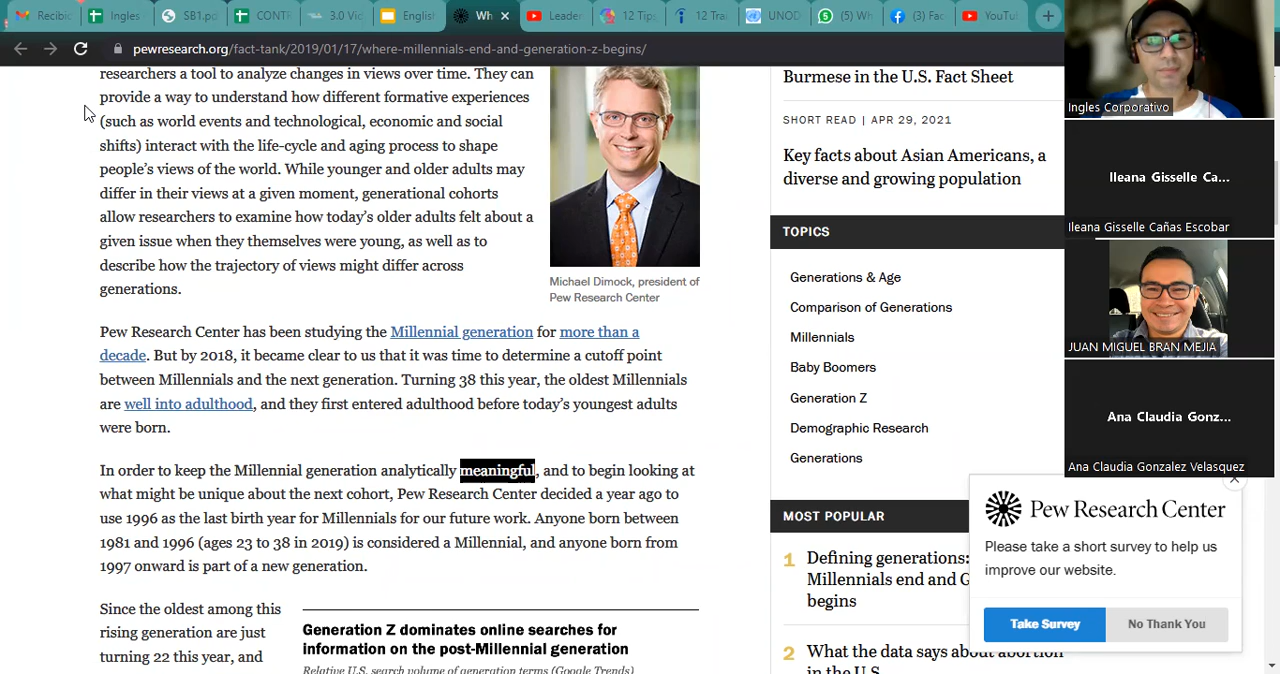 Recibic
Ingles
SB1.pd
CONTR
3.0 Vid
English
Wh
Leader
12 Tip
12 Trai
UNOD
(5) Wh
(3) Fac
YouTu
pewresearch.org/fact-tank/2019/01/17/where-millennials-end-and-generation-z-begins/
researchers a tool to analyze changes in views over time. They can
provide a way to understand how different formative experiences
(such as world events and technological, economic and social
shifts) interact with the life-cycle and aging process to shape
people's views of the world. While younger and older adults may
differ in their views at a given moment, generational cohorts
allow researchers to examine how today's older adults felt about a
given issue when they themselves were young, as well as to
describe how the trajectory of views might differ across
generations.
Michael Dimock, president of
Pew Research Center
Pew Research Center has been studying the Millennial generation for more than a
decade. But by 2018, it became clear to us that it was time to determine a cutoff point
between Millennials and the next generation. Turning 38 this year, the oldest Millennials
are well into adulthood, and they first entered adulthood before today's youngest adults
were born.
In order to keep the Millennial generation analytically meaningful, and to begin looking at
what might be unique about the next cohort, Pew Research Center decided a year ago to
use 1996 as the last birth year for Millennials for our future work. Anyone born between
1981 and 1996 (ages 23 to 38 in 2019) is considered a Millennial, and anyone born from
1997 onward is part of a new generation.
Since the oldest among this
rising generation are just
turning 22 this year, and
Generation Z dominates online searches for
information on the post-Millennial generation
Relative U.S. search volume of generation terms (Google Trends)
Burmese in the U.S. Fact Sheet
SHORT READ | APR 29, 2021
Key facts about Asian Americans, a
diverse and growing population
TOPICS
Generations & Age
Comparison of Generations
Millennials
Baby Boomers
Generation Z
Demographic Research
Generations
MOST POPULAR
1 Defining generations:
Millennials end and G
begins
2 What the data says about abortion
in the U.S.
Ingles Corporativo
Ileana Gisselle Ca...
Ileana Gisselle Cañas Escobar
JUAN MIGUEL BRAN MEJIA
Ana Claudia Gonz...
Ana Claudia Gonzalez Velasquez
Pew Research Center
Please take a short survey to help us
improve our website.
Take Survey
No Thank You